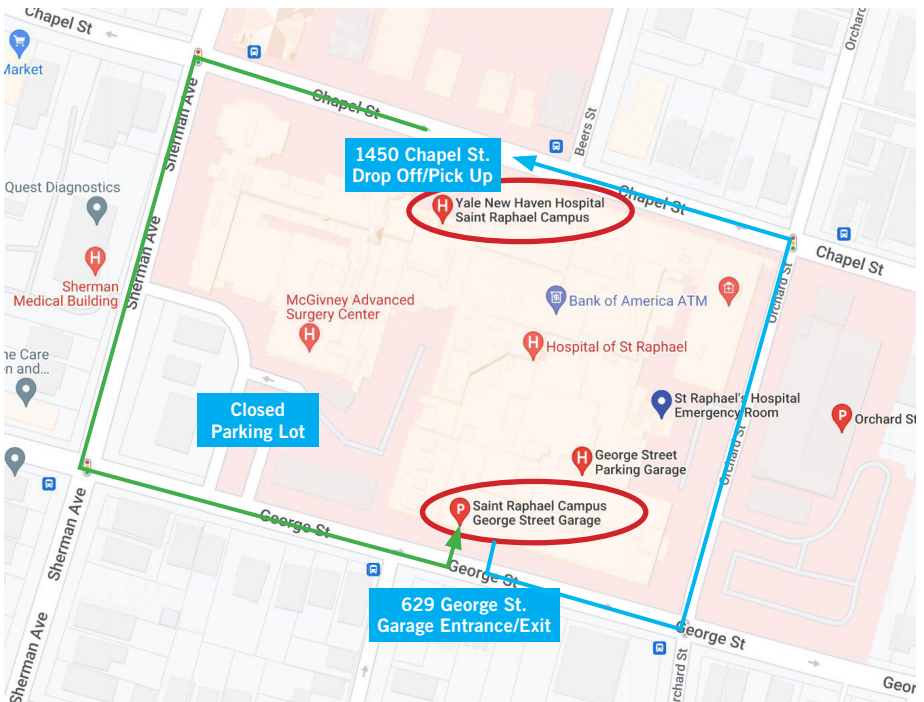 Chapel St
Market
Orchard
Sherman Ave
Chapel St
Beers St
1450 Chapel St.
Drop Off/Pick Up
Quest Diagnostics
Yale New Haven Hospital
Saint Raphael Campus
Chapel St
Chapel St
Sherman Ave
Sherman
Medical Building
McGivney Advanced
Surgery Center
Bank of America ATM
Orchard St
Hospital of St Raphael
ne Care
en and...
Closed
Parking Lot
St Raphael's Hospital
Emergency Room
Orchard St
Orchard St
George Street
Parking Garage
Saint Raphael Campus
George Street Garage
George St
Sherman Ave
George St
629 George St.
Garage Entrance/Exit
George St
Sherman Ave
rchard St
Geor